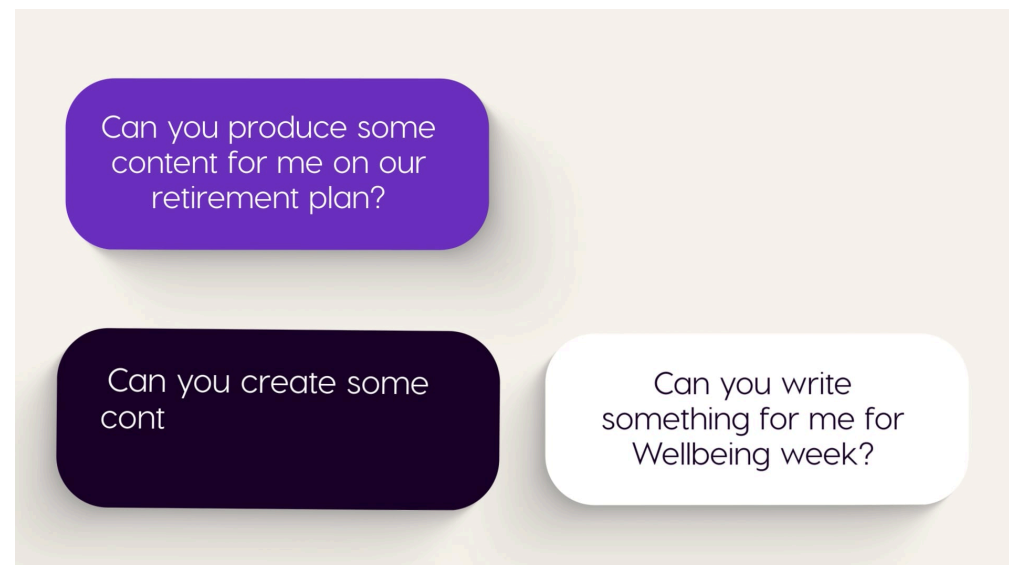 Can you produce some
content for me on our
retirement plan?
Can you create some
cont
Can you write
something for me for
Wellbeing week?